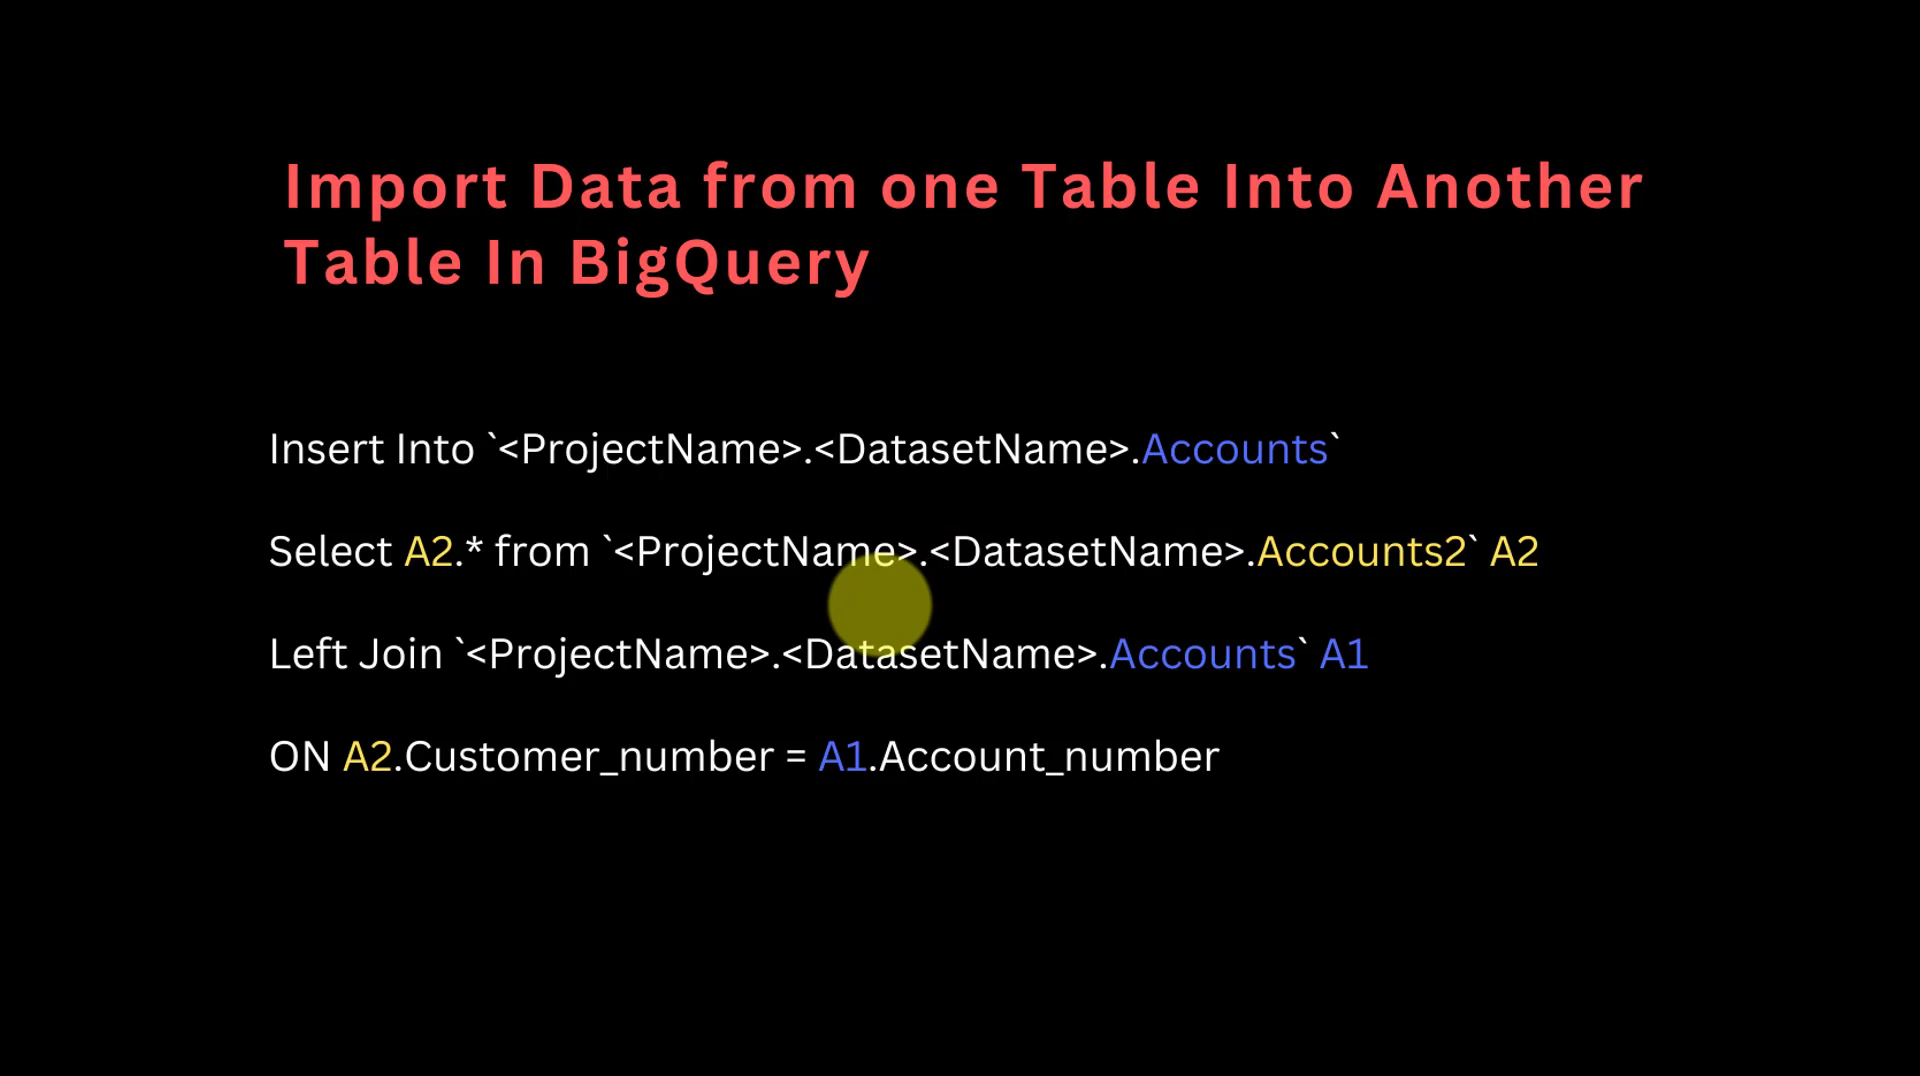 Import Data from one Table Into Another
Table In BigQuery
Insert Into `<ProjectName>.<DatasetName>.Accounts`
Select A2.* from `<ProjectName>.<DatasetName>.Accounts2` A2
Left Join `<ProjectName>.<DatasetName>.Accounts` A1
ON A2.Customer_number = A1.Account_number